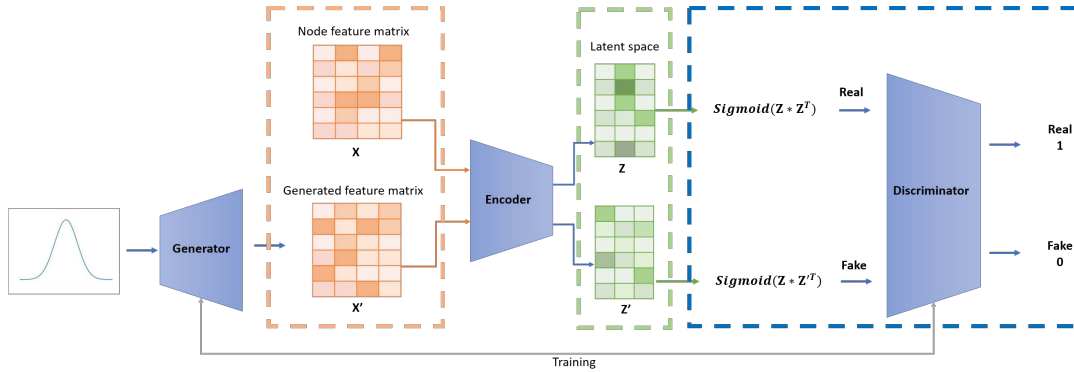 Node feature matrix
X
Generated feature matrix
X'
Generator
Encoder
Latent space
Z
Z'
Sigmoid(Z * Z^T)
Real
Sigmoid(Z * Z'^T)
Fake
Discriminator
Real
1
Fake
0
Training